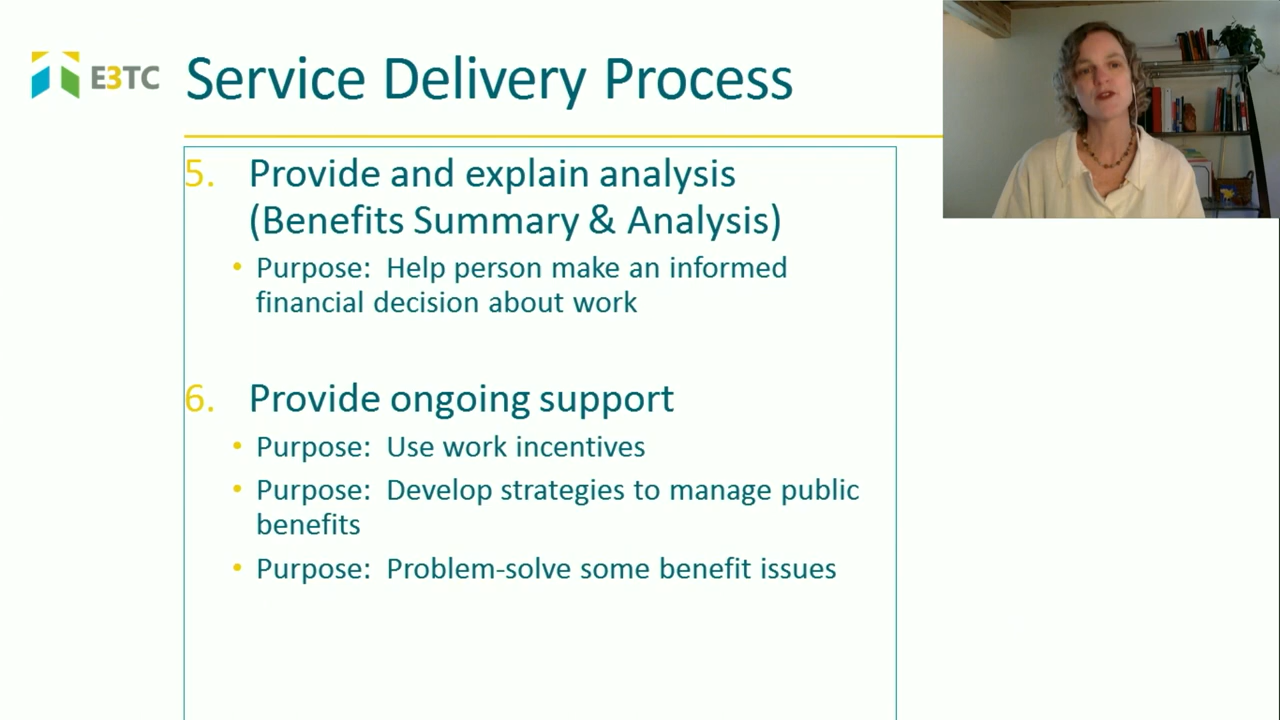 E3TC
Service Delivery Process
5. Provide and explain analysis
(Benefits Summary & Analysis)
• Purpose: Help person make an informed
financial decision about work
6. Provide ongoing support
• Purpose: Use work incentives
• Purpose: Develop strategies to manage public
benefits
• Purpose: Problem-solve some benefit issues